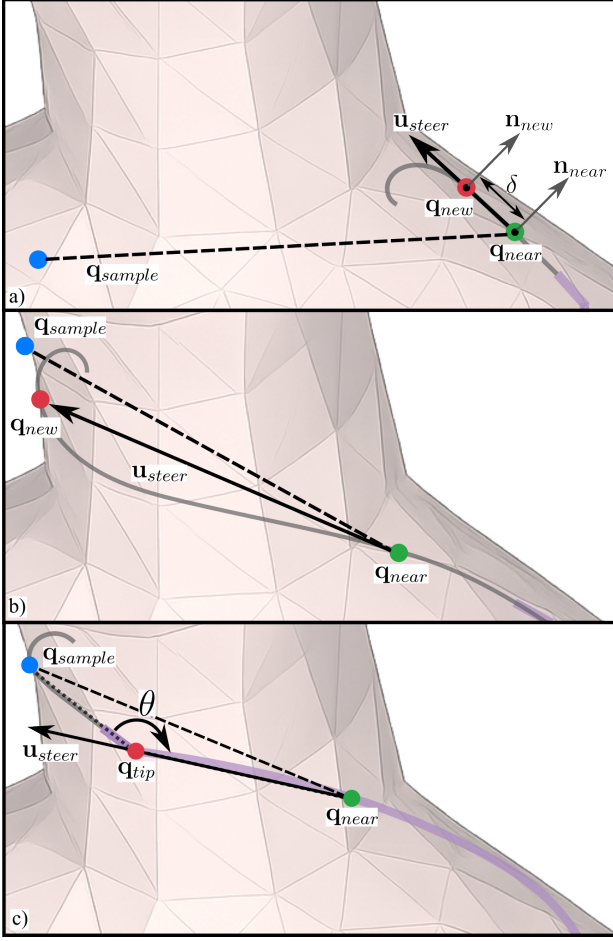 u_steer
n_new
δ
n_near
q_new
q_near
q_sample
a)
q_sample
q_new
u_steer
q_near
b)
q_sample
θ
u_steer
q_tip
q_near
c)